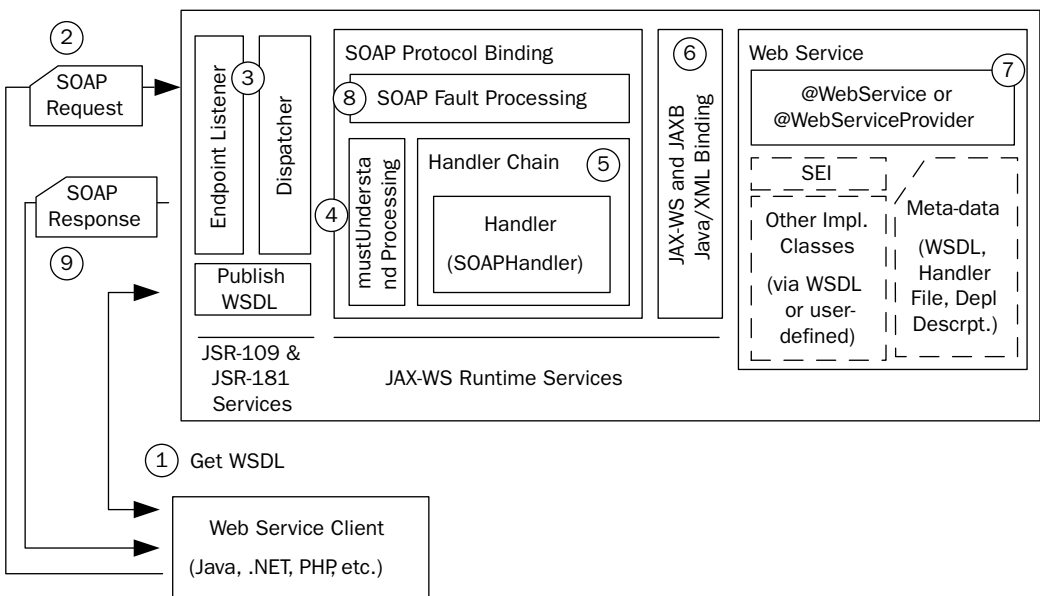 2
SOAP
Request
SOAP
Response
9
Endpoint Listener
3
Dispatcher
Publish
WSDL
JSR-109 &
JSR-181
Services
SOAP Protocol Binding
8
SOAP Fault Processing
4
mustUndersta
nd Processing
Handler Chain
5
Handler
(SOAPHandler)
JAX-WS Runtime Services
6
JAX-WS and JAXB
Java/XML Binding
Web Service
7
@WebService or
@WebServiceProvider
SEI
Other Impl.
Classes
(via WSDL
or user-
defined)
Meta-data
(WSDL,
Handler
File, Depl
Descrpt.)
1
Get WSDL
Web Service Client
(Java, .NET, PHP, etc.)